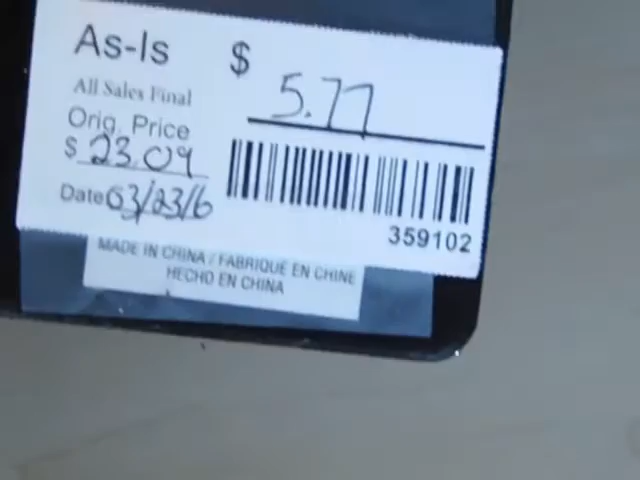 As-Is $ 5.77
All Sales Final
Orig. Price
$ 23.09
Date 03/23/16
359102
MADE IN CHINA / FABRIQUÉ EN CHINE
HECHO EN CHINA